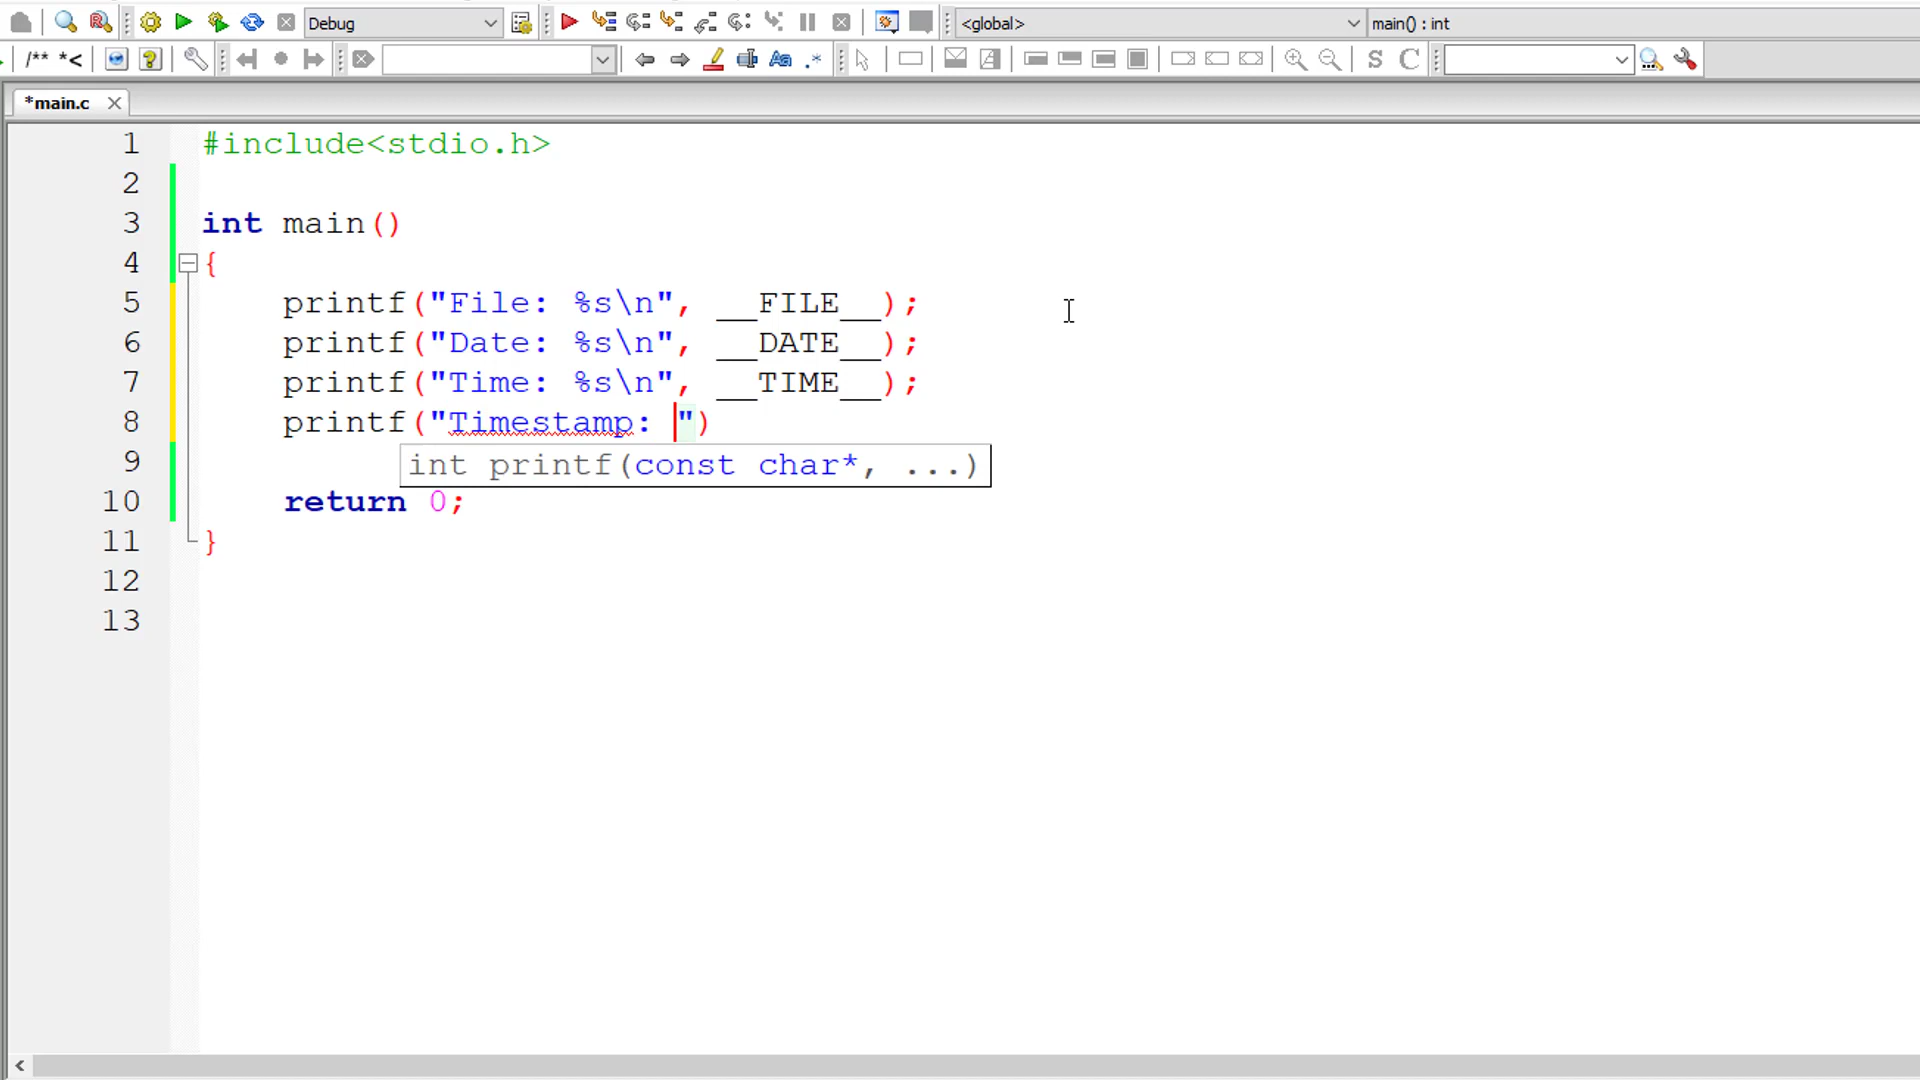 Debug
<global>
main() : int
/** *<
Aa
.*
S
C
*main.c
1 #include<stdio.h>
2
3 int main()
4 {
5 printf("File: %s\n", __FILE__);
6 printf("Date: %s\n", __DATE__);
7 printf("Time: %s\n", __TIME__);
8 printf("Timestamp: ")
9 int printf(const char*, ...)
10 return 0;
11 }
12
13